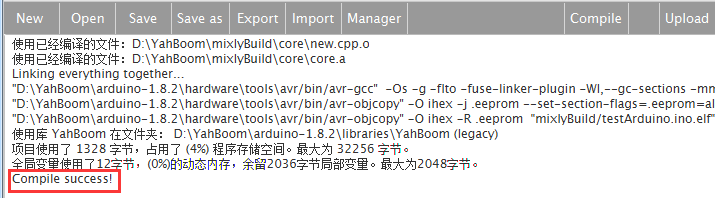 New Open Save Save as Export Import Manager Compile Upload
使用已经编译的文件：D:\YahBoom\mixlyBuild\core\new.cpp.o
使用已经编译的文件：D:\YahBoom\mixlyBuild\core\core.a
Linking everything together...
"D:\YahBoom\arduino-1.8.2\hardware\tools\avr/bin/avr-gcc" -Os -g -flto -fuse-linker-plugin -Wl,--gc-sections -mm
"D:\YahBoom\arduino-1.8.2\hardware\tools\avr/bin/avr-objcopy" -O ihex -j .eeprom --set-section-flags=.eeprom=al
"D:\YahBoom\arduino-1.8.2\hardware\tools\avr/bin/avr-objcopy" -O ihex -R .eeprom "mixlyBuild/testArduino.ino.elf"
使用库 YahBoom 在文件夹： D:\YahBoom\arduino-1.8.2\libraries\YahBoom (legacy)
项目使用了 1328 字节，占用了 (4%) 程序存储空间。最大为 32256 字节。
全局变量使用了12字节，(0%)的动态内存，余留2036字节局部变量。最大为2048字节。
Compile success!